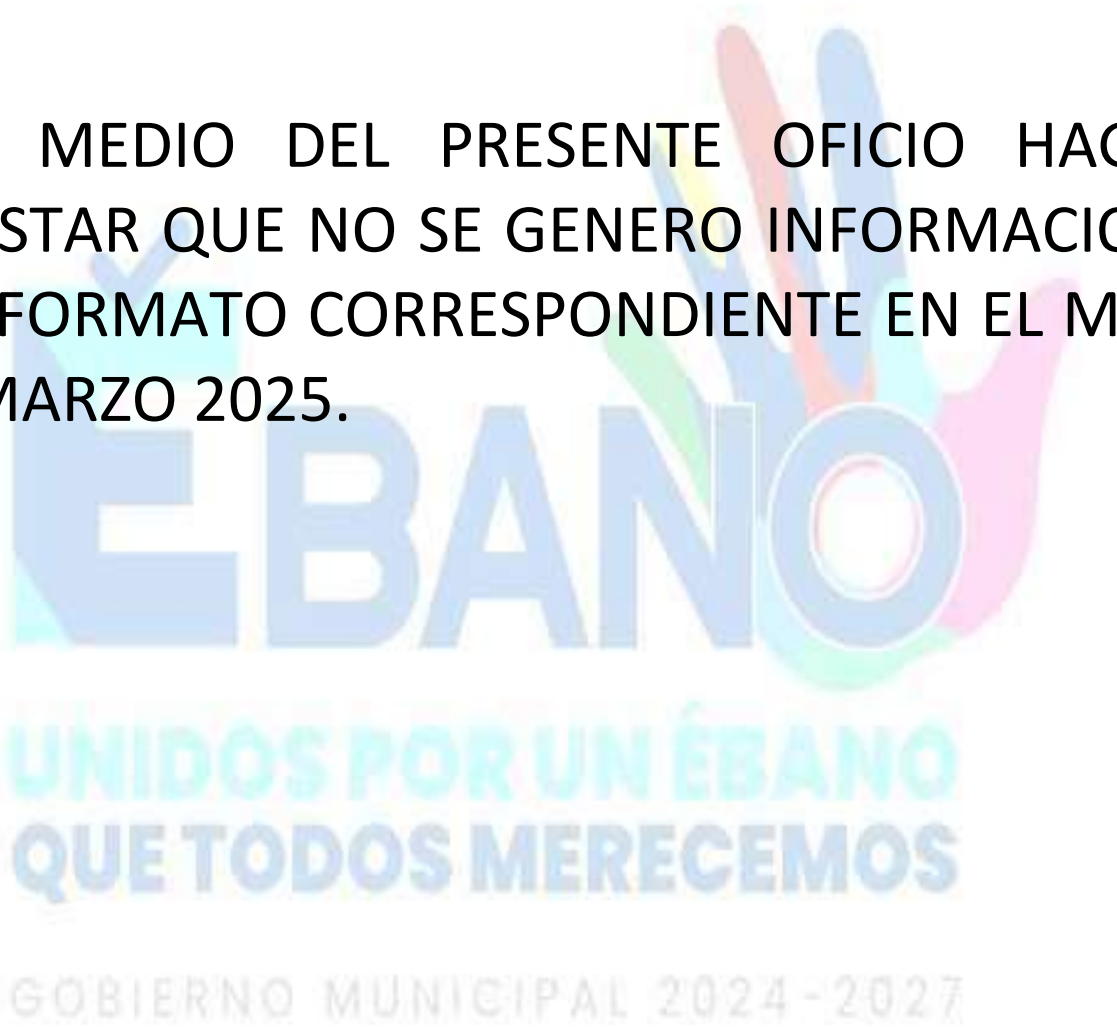 MEDIO DEL PRESENTE OFICIO HAG
STAR QUE NO SE GENERO INFORMACIO
FORMATO CORRESPONDIENTE EN EL M
MARZO 2025.
ÉBANO
UNIDOS POR UN ÉBANO
QUE TODOS MERECEMOS
GOBIERNO MUNICIPAL 2024-2027